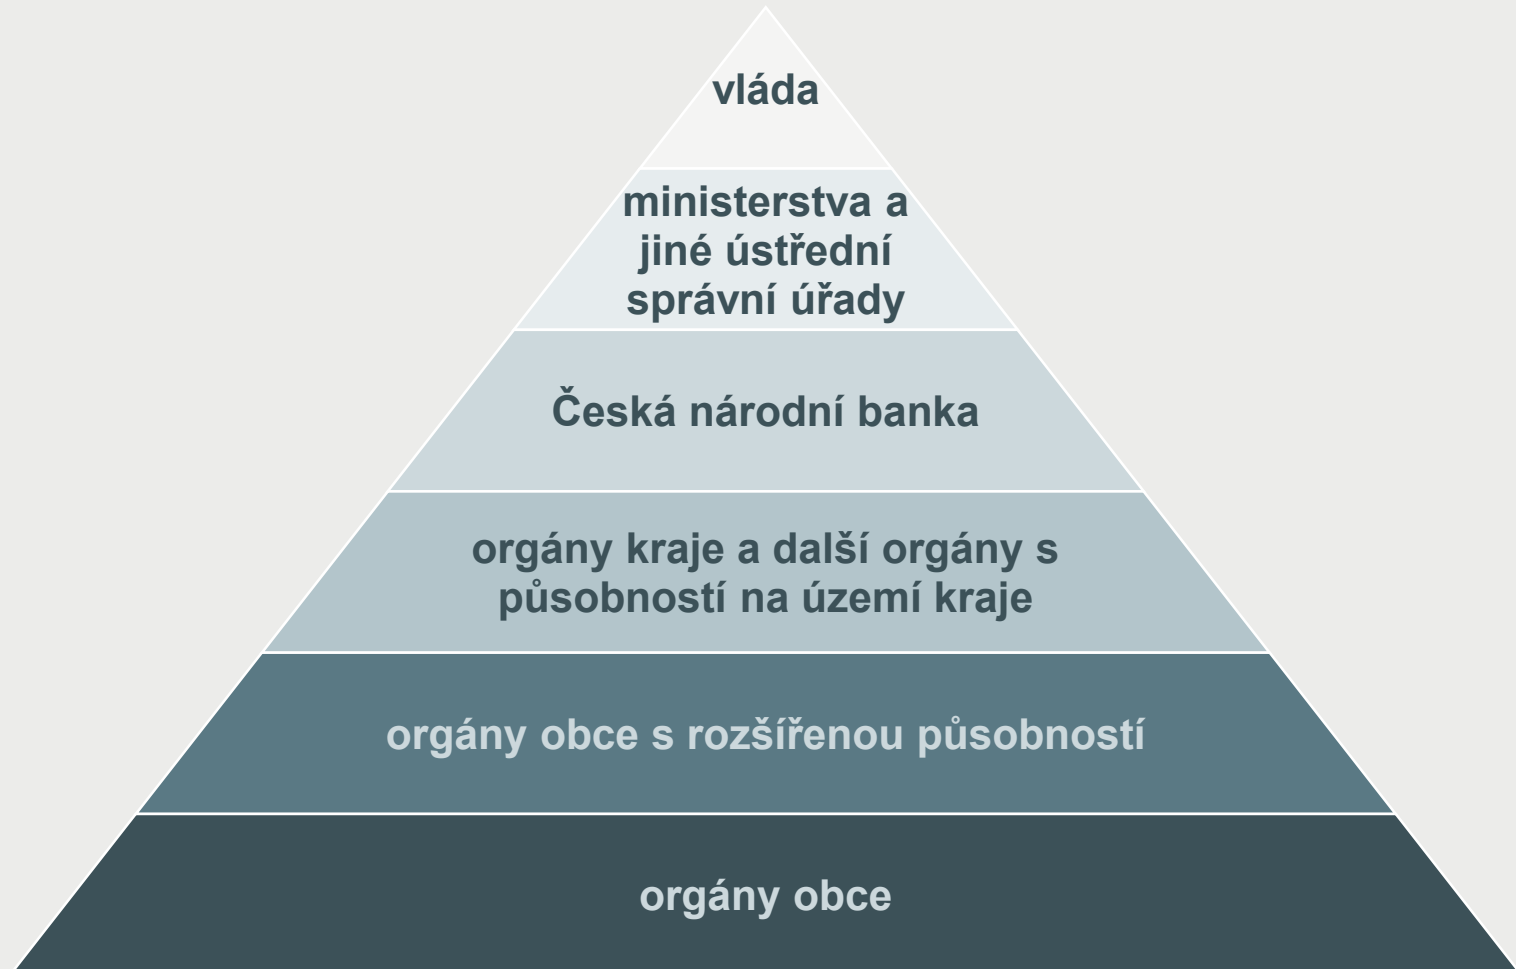 vláda
ministerstva a
jiné ústřední
správní úřady
Česká národní banka
orgány kraje a další orgány s
působností na území kraje
orgány obce s rozšířenou působností
orgány obce